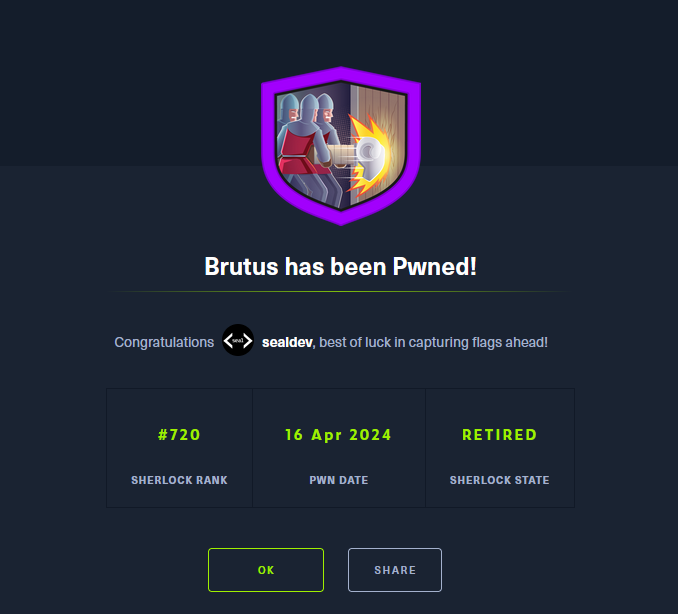 Brutus has been Pwned!
Congratulations <seal> sealdev, best of luck in capturing flags ahead!
#720 16 Apr 2024 RETIRED
SHERLOCK RANK PWN DATE SHERLOCK STATE
OK SHARE